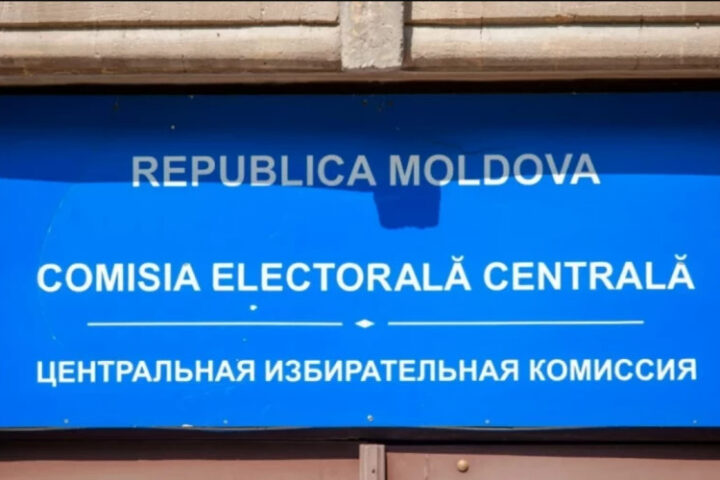 REPUBLICA MOLDOVA
COMISIA ELECTORALĂ CENTRALĂ
ЦЕНТРАЛЬНАЯ ИЗБИРАТЕЛЬНАЯ КОМИССИЯ